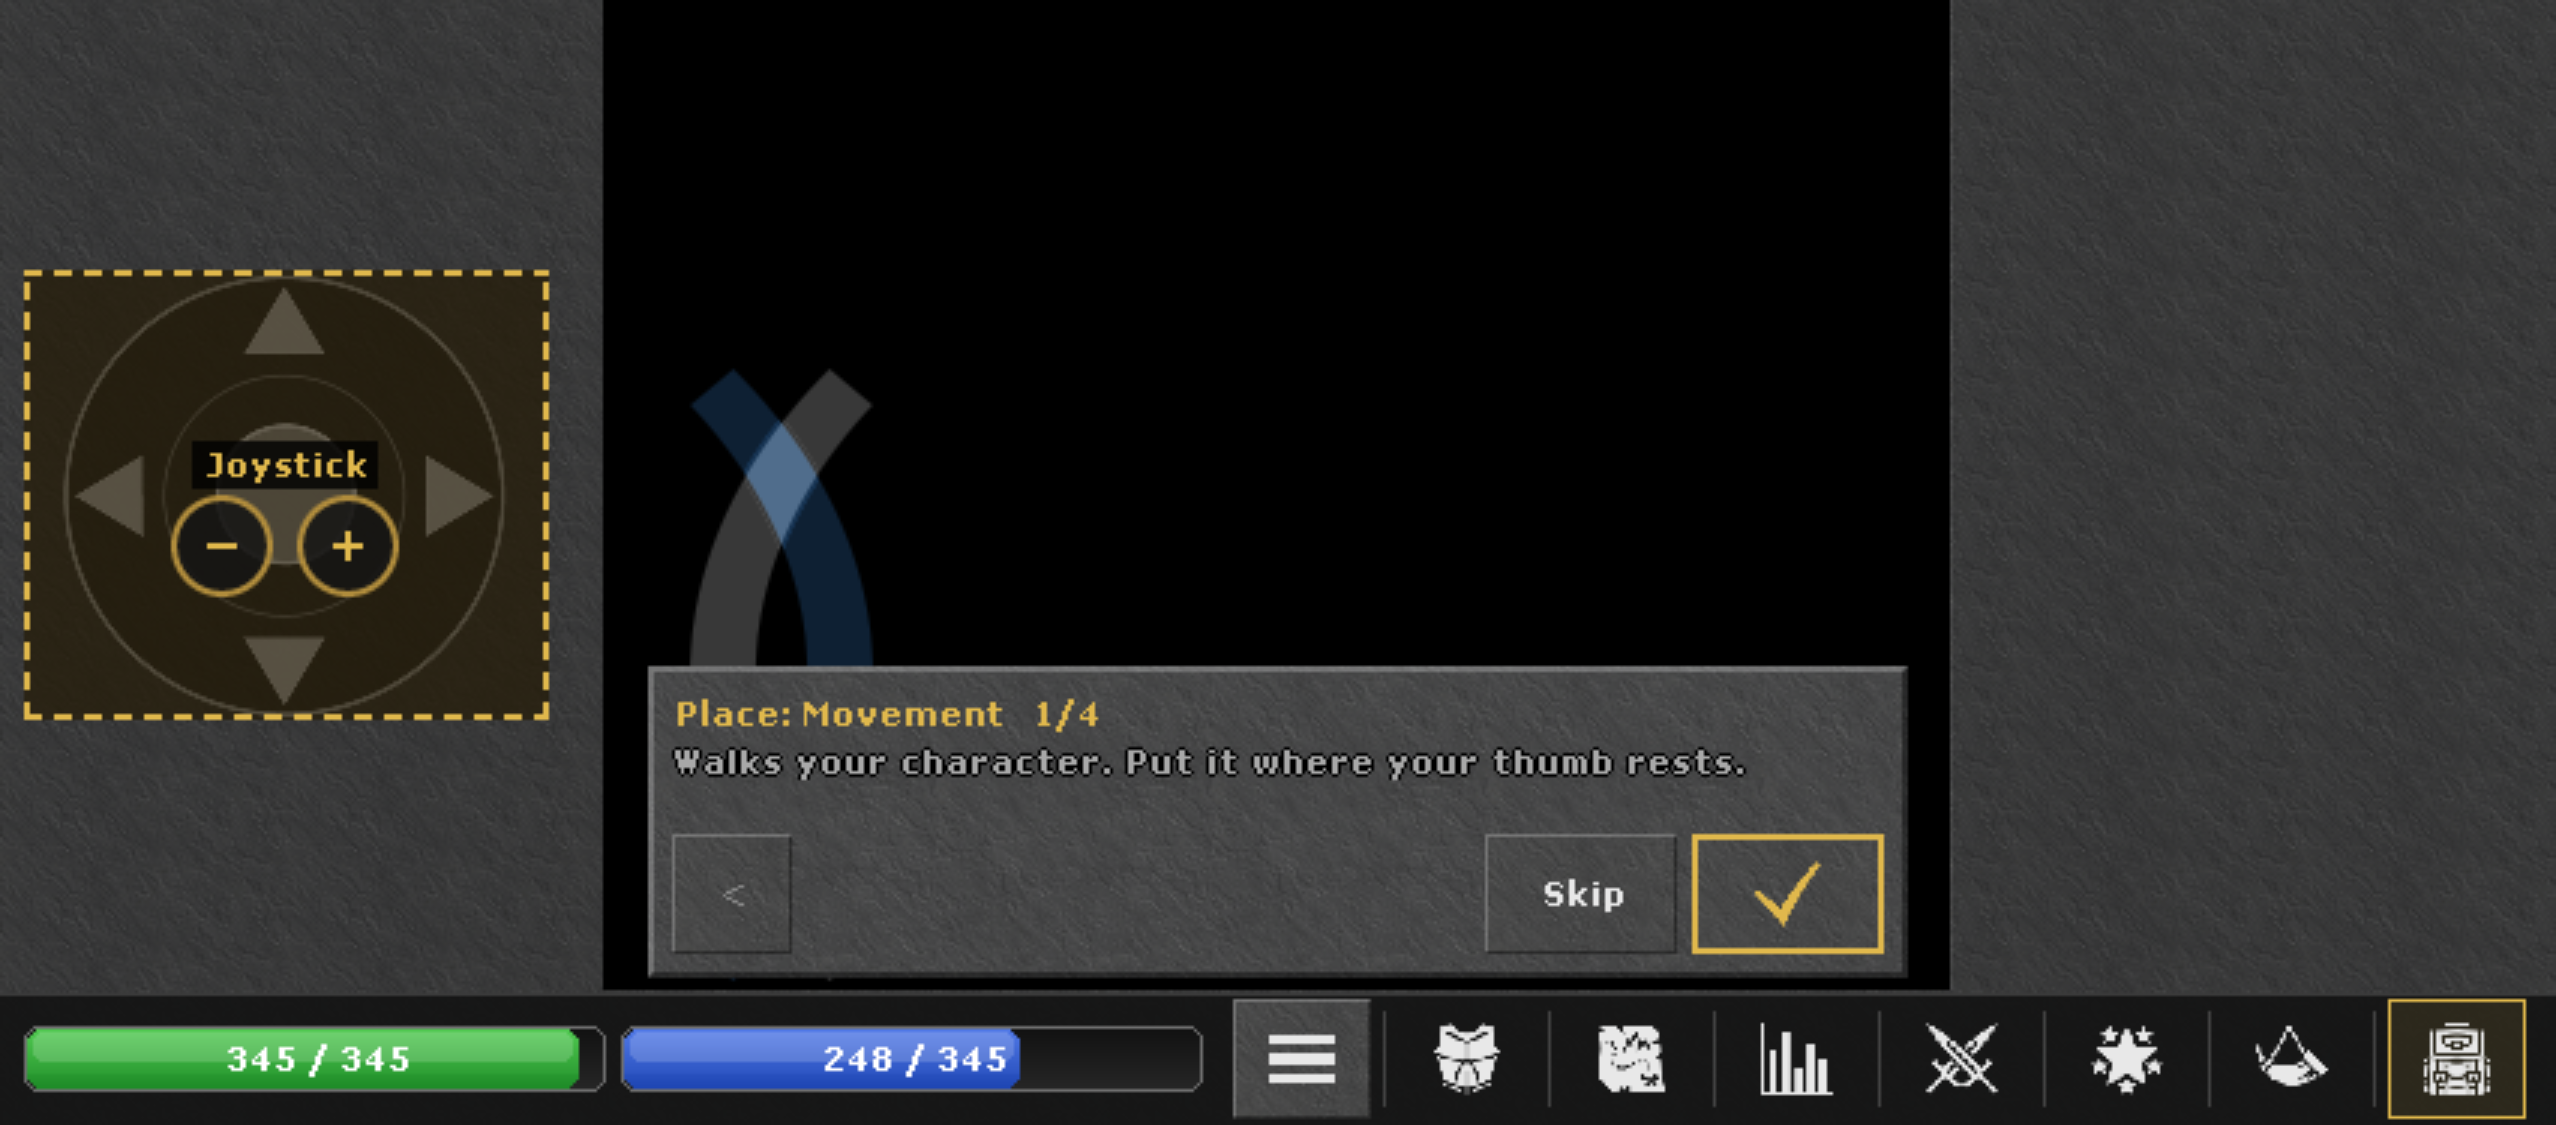 Joystick
− +
Place: Movement 1/4
Walks your character. Put it where your thumb rests.
< Skip
345 / 345 248 / 345